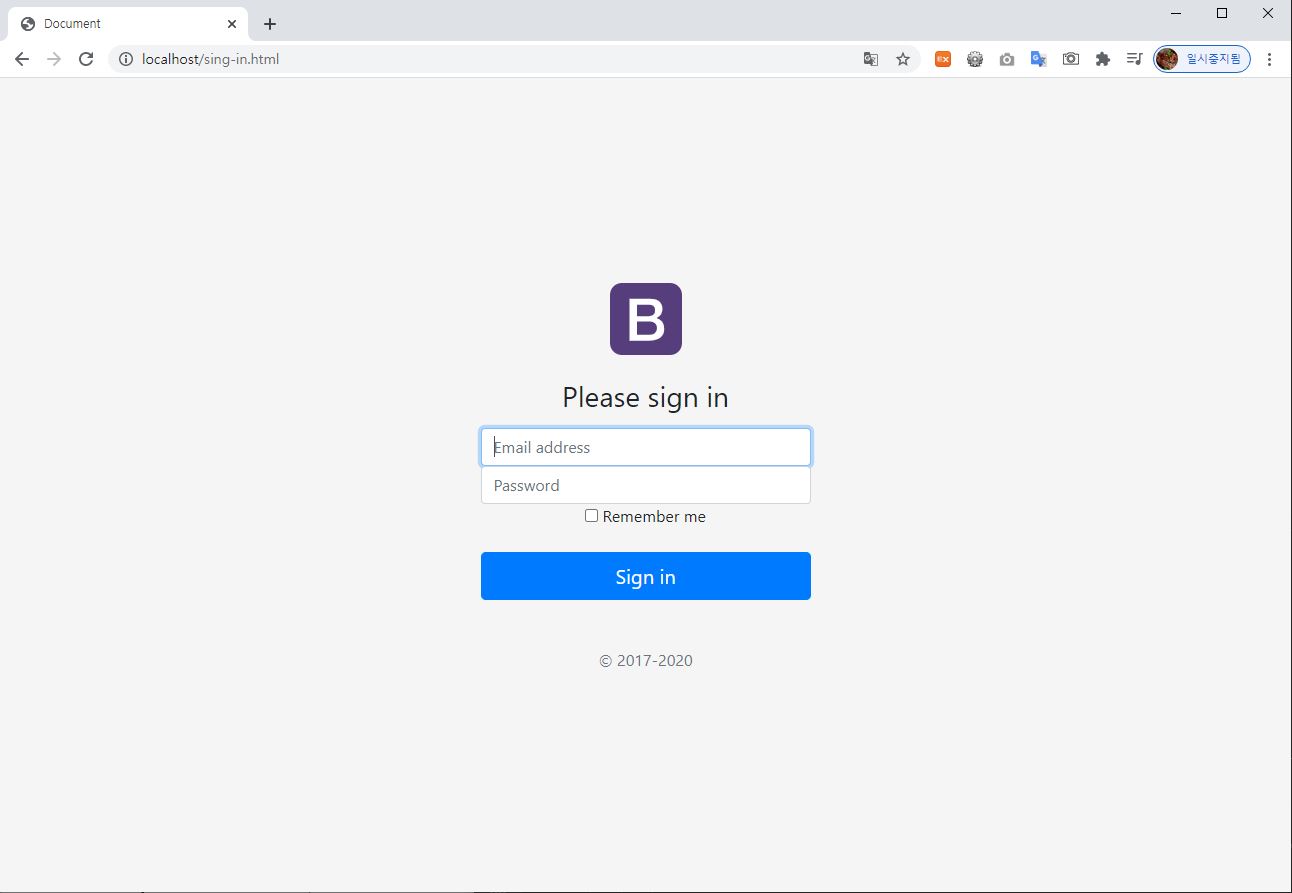 Document
localhost/sing-in.html
EX
일시중지됨
B
Please sign in
Email address
Password
Remember me
Sign in
© 2017-2020